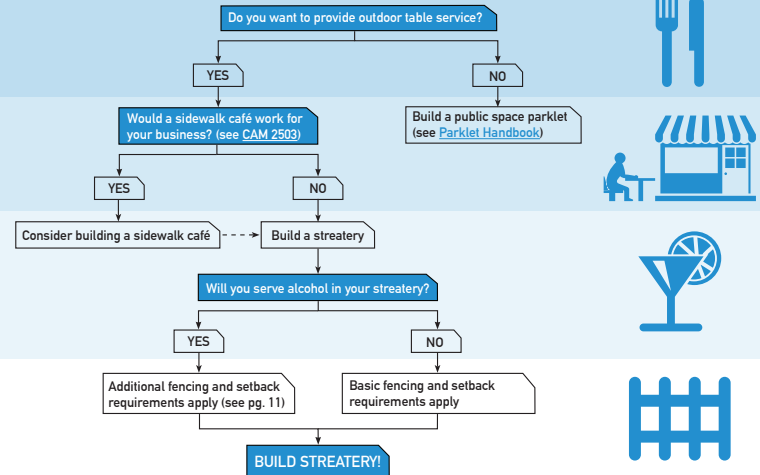 Do you want to provide outdoor table service?
YES
NO
Would a sidewalk café work for
your business? (see CAM 2503)
Build a public space parklet
(see Parklet Handbook)
YES
NO
Consider building a sidewalk café
Build a streatery
Will you serve alcohol in your streatery?
YES
NO
Additional fencing and setback
requirements apply (see pg. 11)
Basic fencing and setback
requirements apply
BUILD STREATERY!